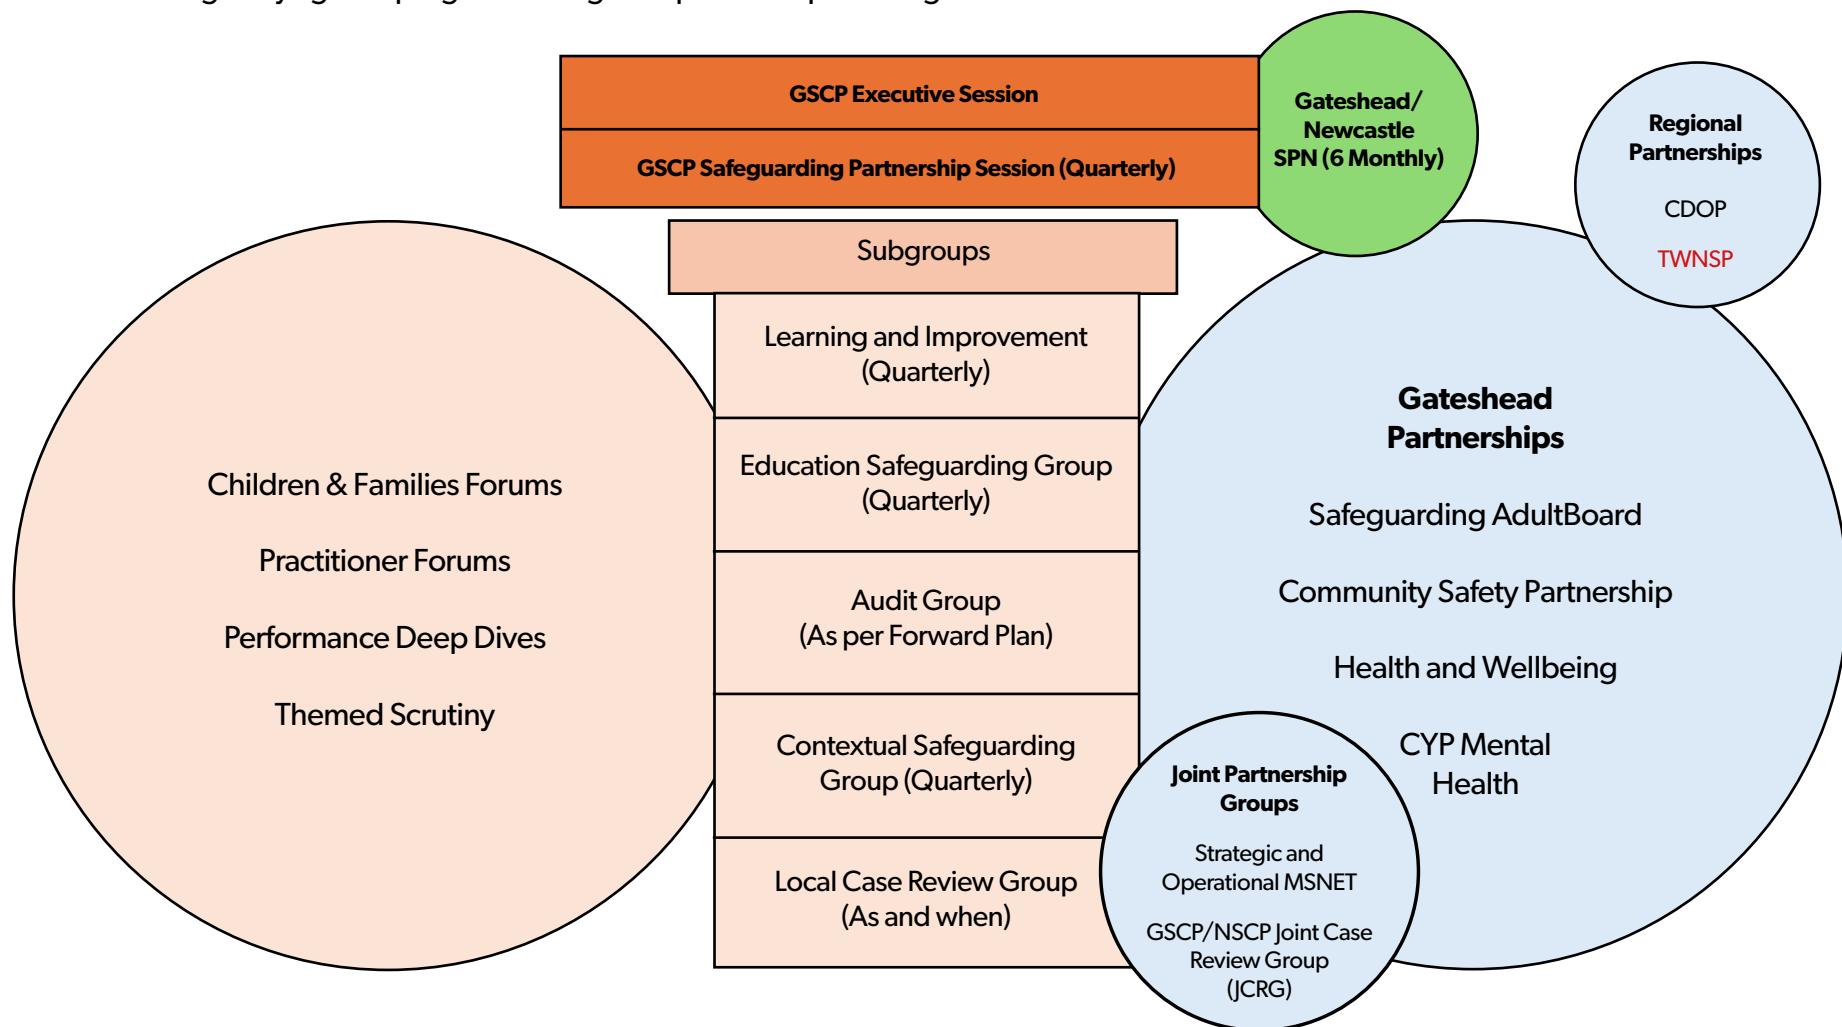 GSCP Executive Session
GSCP Safeguarding Partnership Session (Quarterly)
Gateshead/
Newcastle
SPN (6 Monthly)
Regional
Partnerships
CDOP
TWNSP
Subgroups
Learning and Improvement
(Quarterly)
Education Safeguarding Group
(Quarterly)
Audit Group
(As per Forward Plan)
Contextual Safeguarding
Group (Quarterly)
Local Case Review Group
(As and when)
Children & Families Forums
Practitioner Forums
Performance Deep Dives
Themed Scrutiny
Gateshead
Partnerships
Safeguarding AdultBoard
Community Safety Partnership
Health and Wellbeing
CYP Mental
Health
Joint Partnership
Groups
Strategic and
Operational MSNET
GSCP/NSCP Joint Case
Review Group
(JCRG)